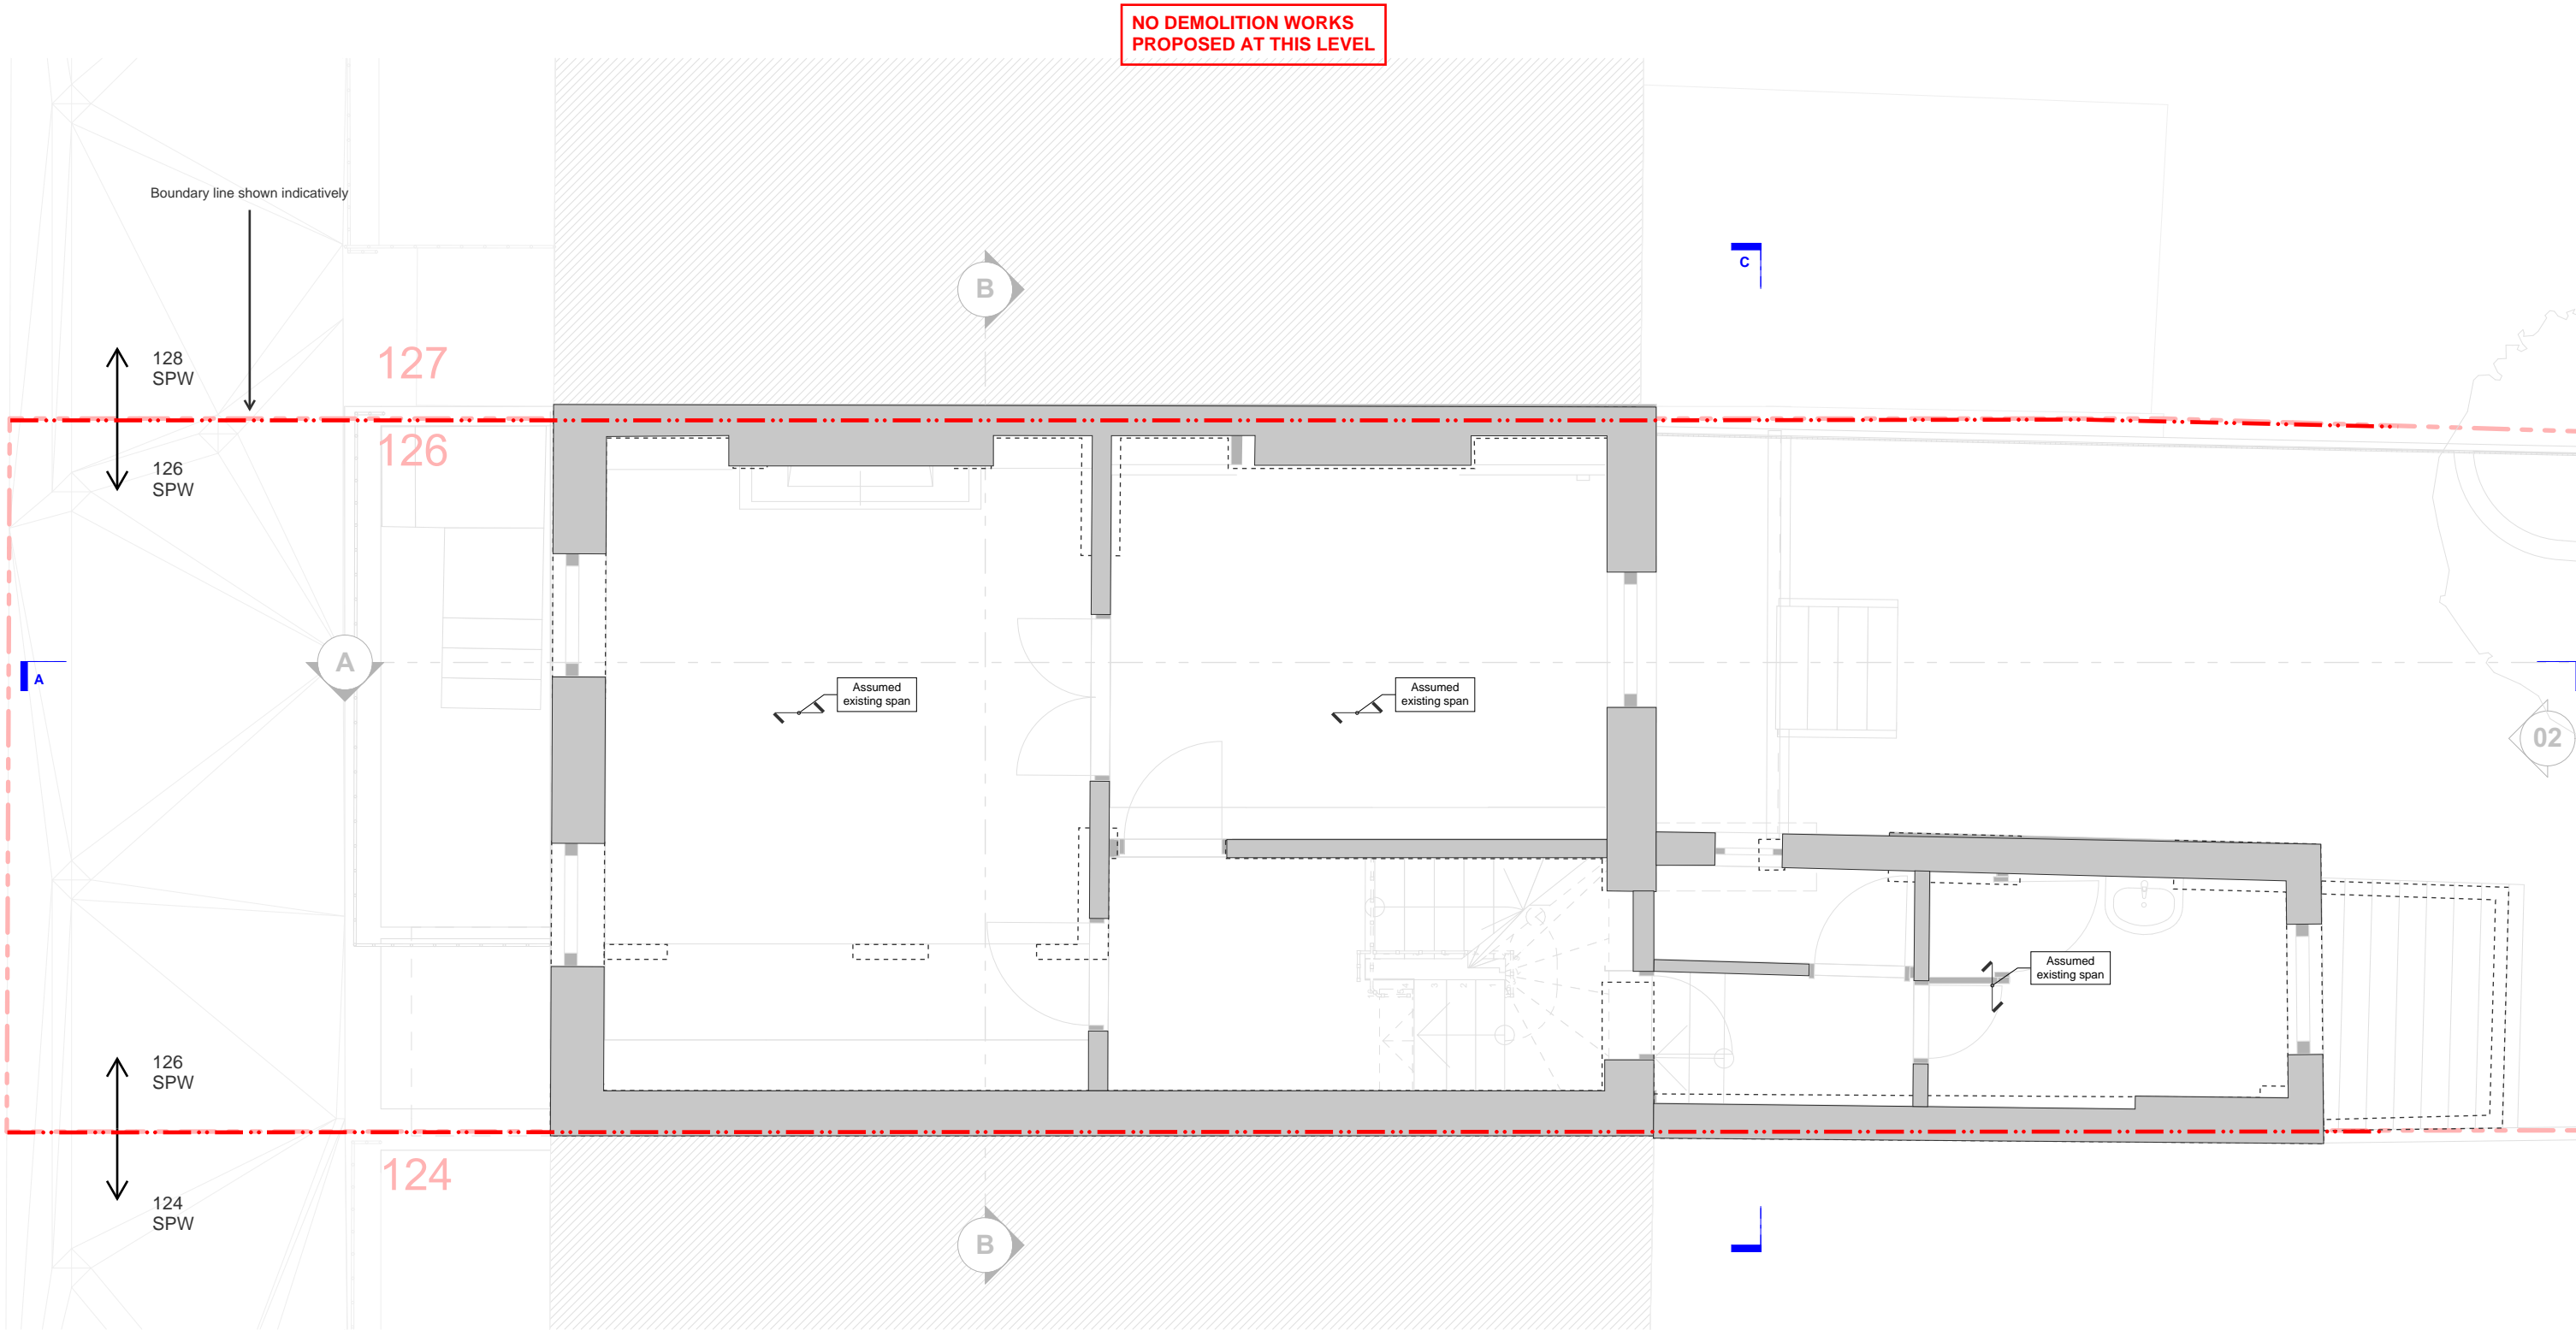 NO DEMOLITION WORKS
PROPOSED AT THIS LEVEL
Boundary line shown indicatively
B
C
128
SPW
127
126
126
SPW
A
A
Assumed
existing span
Assumed
existing span
02
Assumed
existing span
126
SPW
124
124
SPW
B